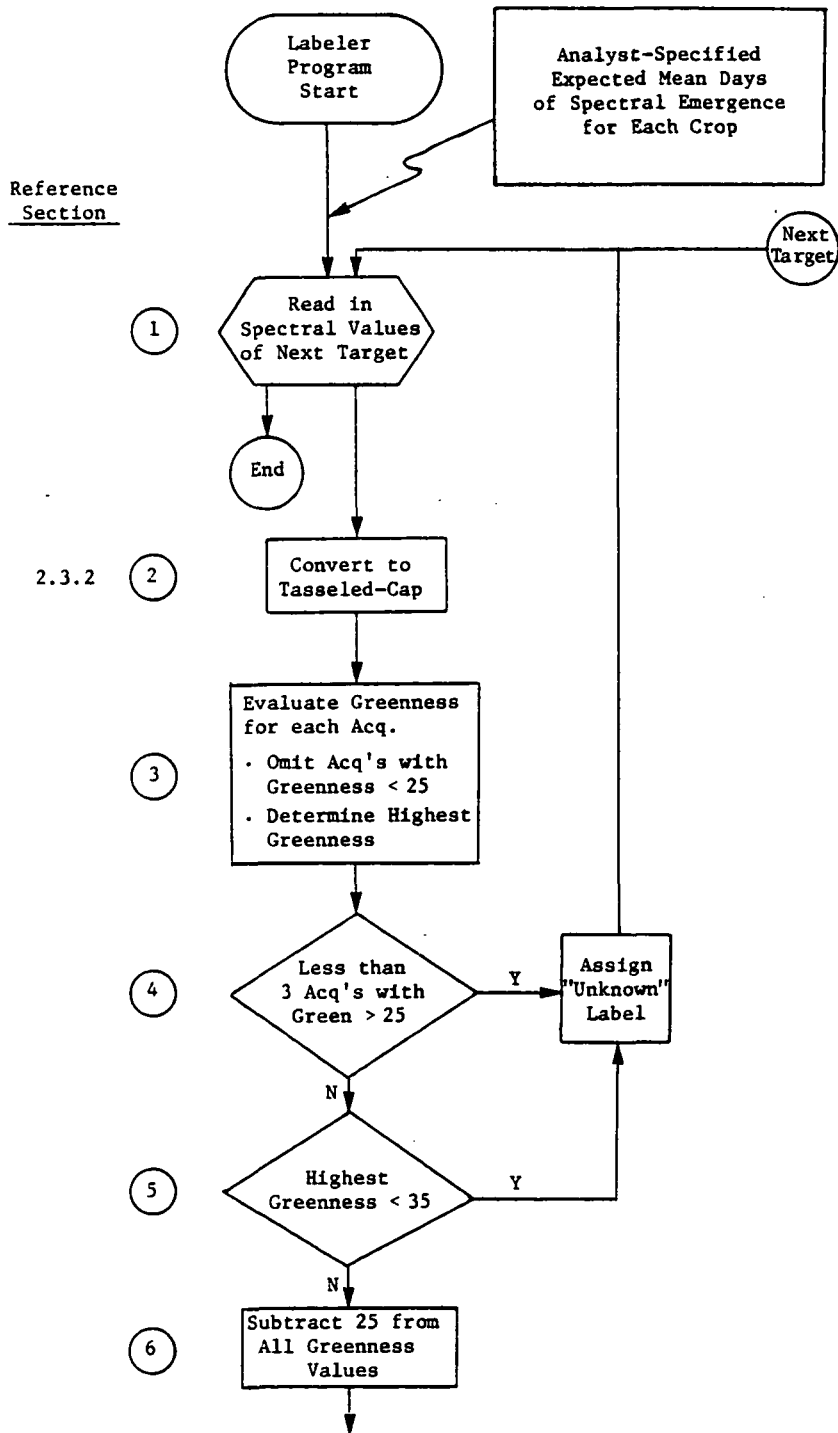 Labeler
Program
Start
Analyst-Specified
Expected Mean Days
of Spectral Emergence
for Each Crop
Reference
Section
Next
Target
1
Read in
Spectral Values
of Next Target
End
2.3.2
2
Convert to
Tasseled-Cap
3
Evaluate Greenness
for each Acq.
· Omit Acq's with
Greenness < 25
· Determine Highest
Greenness
4
Less than
3 Acq's with
Green > 25
Y
Assign
"Unknown"
Label
N
5
Highest
Greenness < 35
Y
N
6
Subtract 25 from
All Greenness
Values